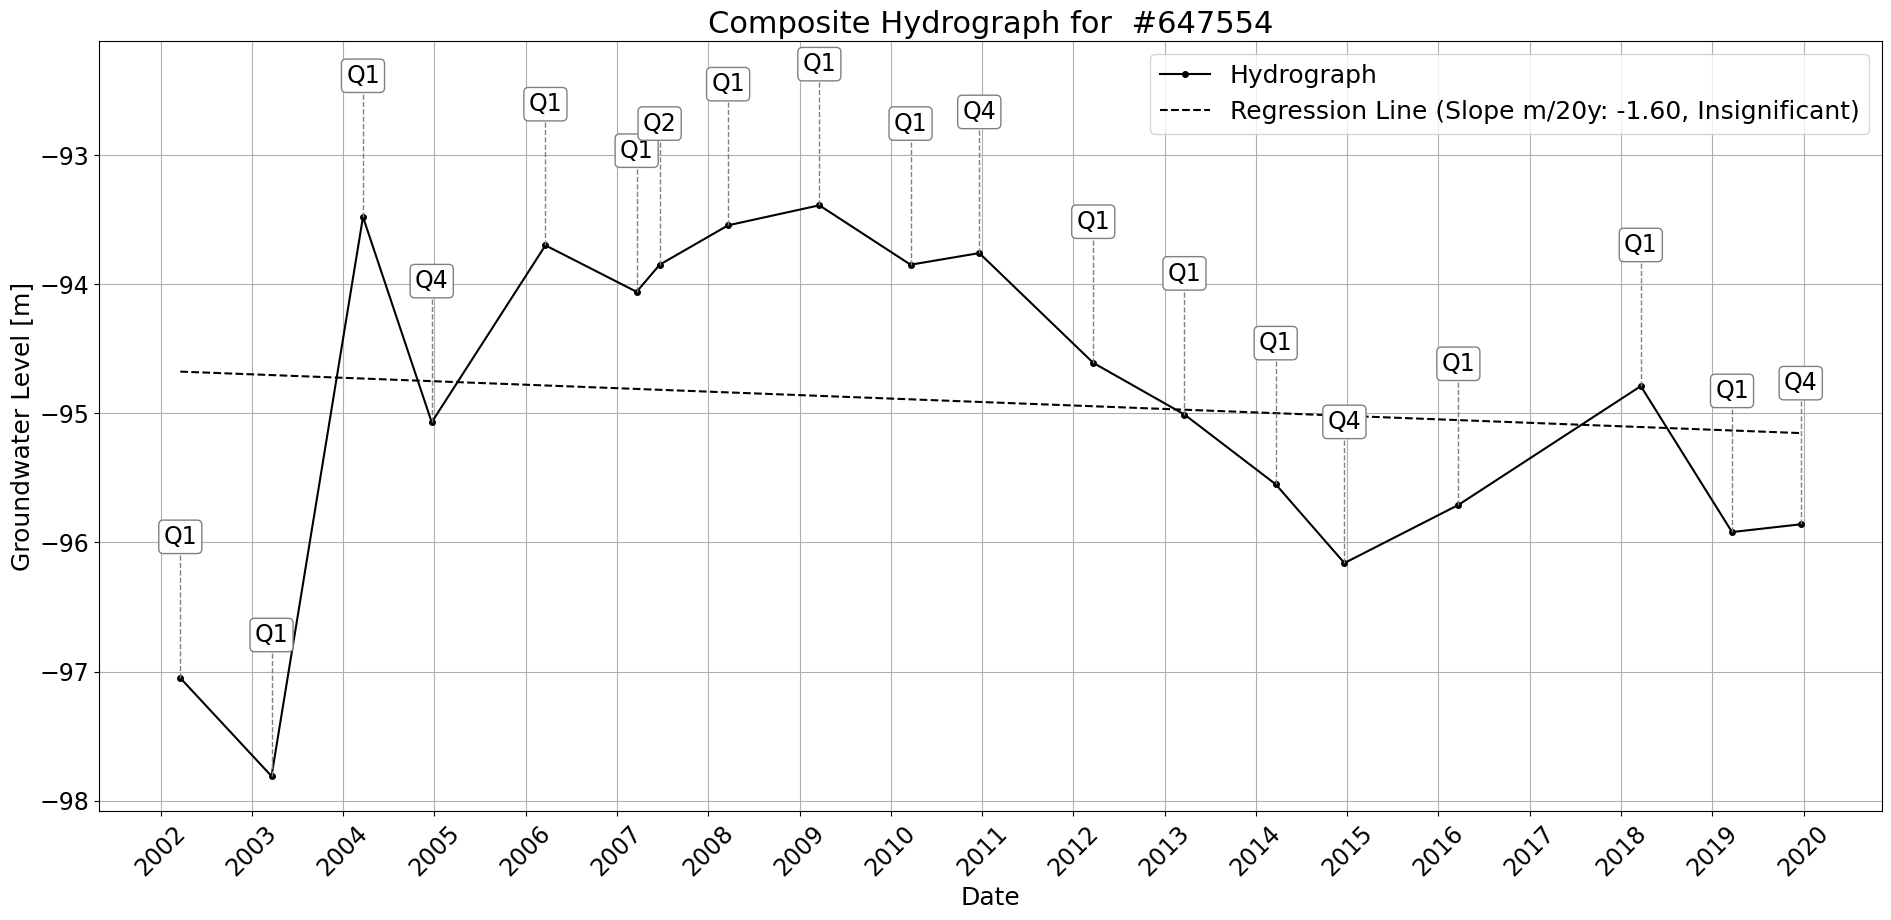 Composite Hydrograph for  #647554
Hydrograph
Regression Line (Slope m/20y: -1.60, Insignificant)
Groundwater Level [m]
−93
−94
−95
−96
−97
−98
Q1
Q1
Q1
Q4
Q1
Q1
Q2
Q1
Q1
Q1
Q4
Q1
Q1
Q1
Q4
Q1
Q1
Q1
Q4
2002
2003
2004
2005
2006
2007
2008
2009
2010
2011
2012
2013
2014
2015
2016
2017
2018
2019
2020
Date